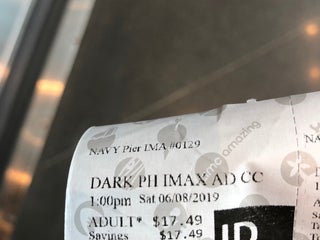 NAVY Pier IMA #0129
amazing
DARK PH IMAX AD CC
1:00pm Sat 06/08/2019
ADULT* $17.49
Savings $17.49